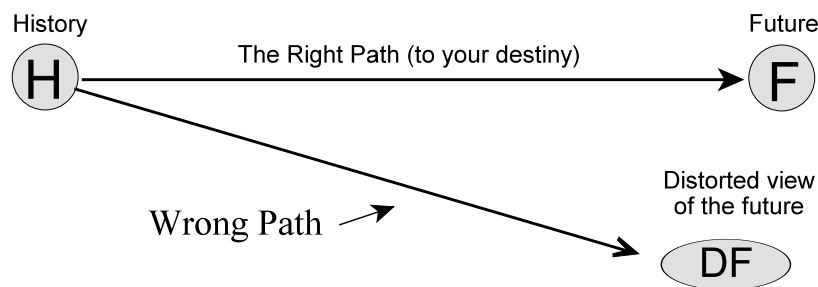 History
Future
The Right Path (to your destiny)
H
F
Distorted view
of the future
Wrong Path
DF